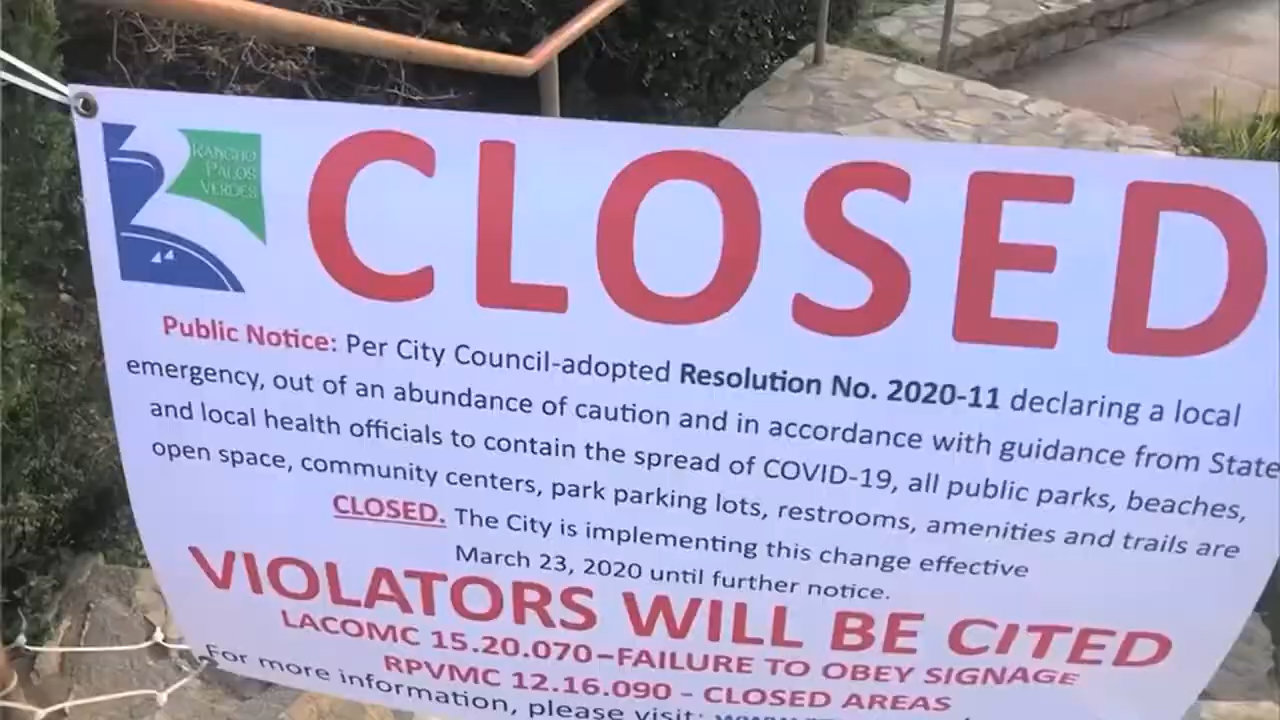 RANCHO
PALOS
VERDES
CLOSED
Public Notice: Per City Council-adopted Resolution No. 2020-11 declaring a local
emergency, out of an abundance of caution and in accordance with guidance from State
and local health officials to contain the spread of COVID-19, all public parks, beaches,
open space, community centers, park parking lots, restrooms, amenities and trails are
CLOSED. The City is implementing this change effective
March 23, 2020 until further notice.
VIOLATORS WILL BE CITED
LACOMC 15.20.070–FAILURE TO OBEY SIGNAGE
RPVMC 12.16.090 - CLOSED AREAS
For more information, please visit: